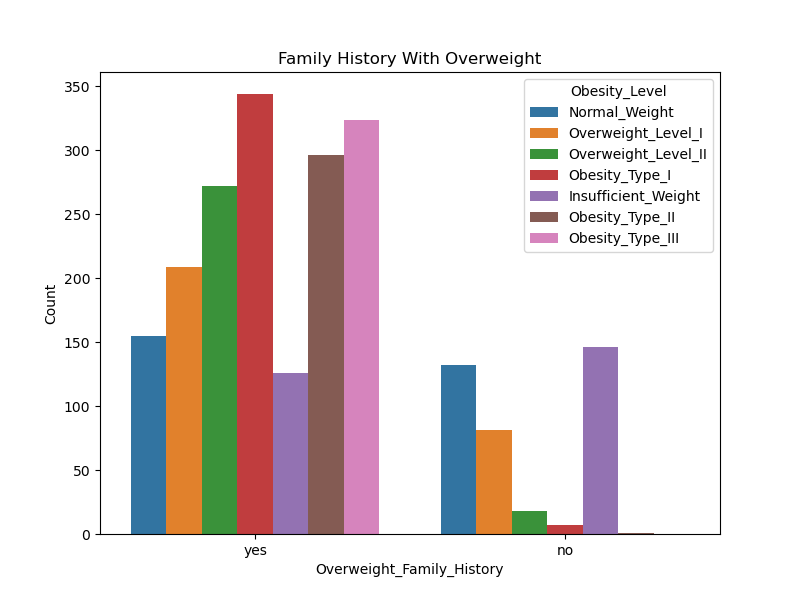 Family History With Overweight
Obesity_Level
Normal_Weight
Overweight_Level_I
Overweight_Level_II
Obesity_Type_I
Insufficient_Weight
Obesity_Type_II
Obesity_Type_III
350
300
250
200
150
100
50
0
Count
yes
no
Overweight_Family_History